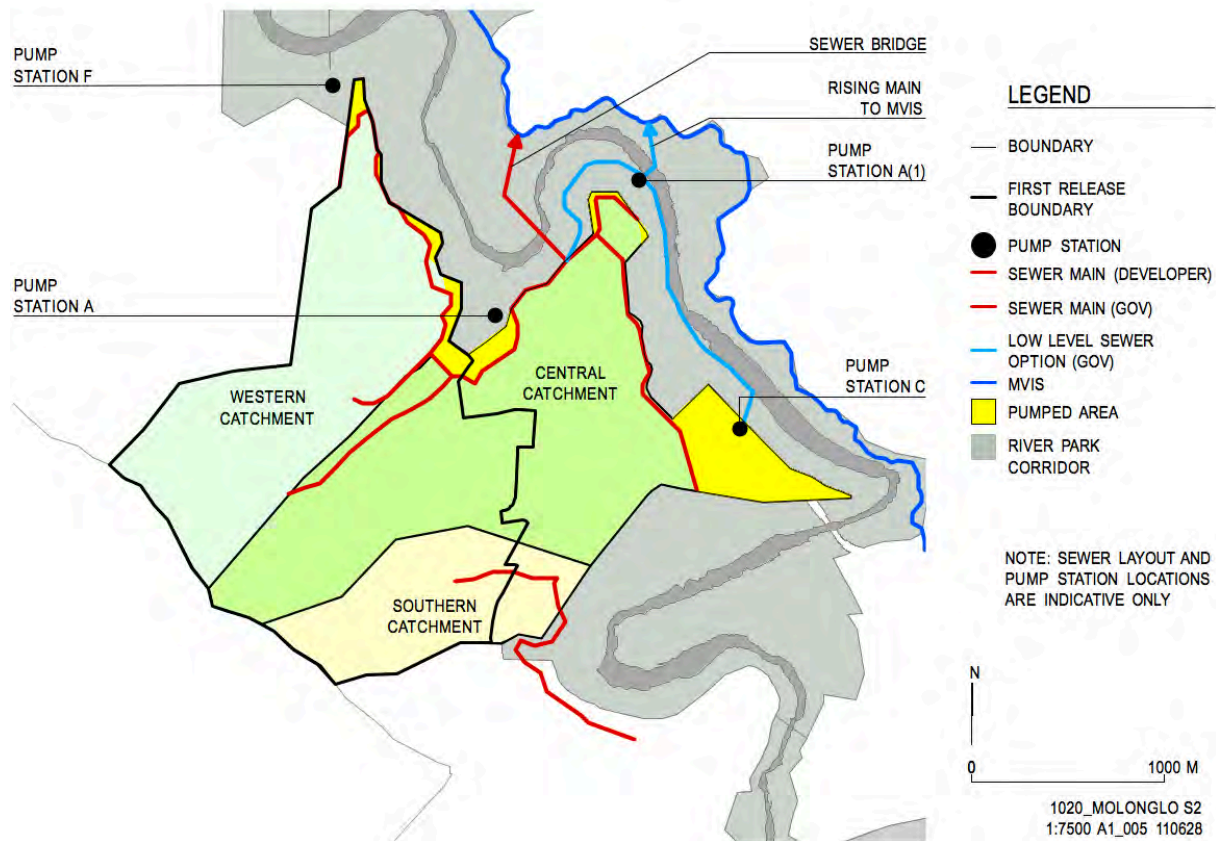 PUMP
STATION F
SEWER BRIDGE
RISING MAIN
TO MVIS
PUMP
STATION A(1)
PUMP
STATION A
PUMP
STATION C
WESTERN
CATCHMENT
CENTRAL
CATCHMENT
SOUTHERN
CATCHMENT
LEGEND
BOUNDARY
FIRST RELEASE
BOUNDARY
PUMP STATION
SEWER MAIN (DEVELOPER)
SEWER MAIN (GOV)
LOW LEVEL SEWER
OPTION (GOV)
MVIS
PUMPED AREA
RIVER PARK
CORRIDOR
NOTE: SEWER LAYOUT AND
PUMP STATION LOCATIONS
ARE INDICATIVE ONLY
N
0 1000 M
1020_MOLONGLO S2
1:7500 A1_005 110628